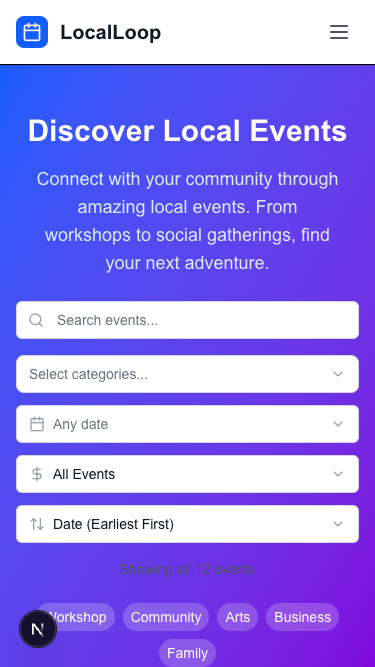 LocalLoop
Discover Local Events
Connect with your community through
amazing local events. From
workshops to social gatherings, find
your next adventure.
Search events...
Select categories...
Any date
All Events
Date (Earliest First)
Showing all 12 events
Workshop Community Arts Business
Family
N